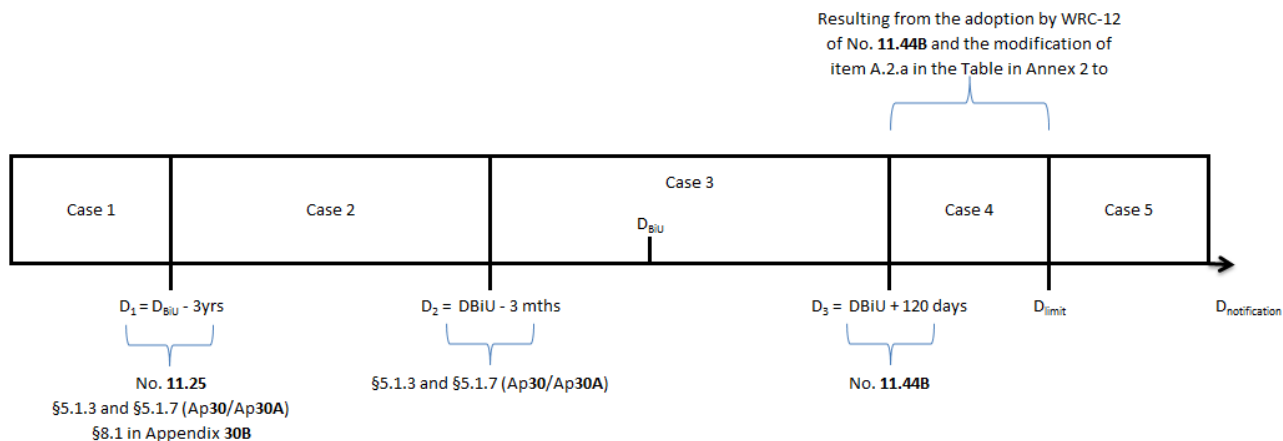 Resulting from the adoption by WRC-12
of No. 11.44B and the modification of
item A.2.a in the Table in Annex 2 to
Case 1
Case 2
Case 3
Case 4
Case 5
DBiU
D1 = DBiU - 3yrs
D2 = DBiU - 3 mths
D3 = DBiU + 120 days
Dlimit
Dnotification
No. 11.25
§5.1.3 and §5.1.7 (Ap30/Ap30A)
§8.1 in Appendix 30B
§5.1.3 and §5.1.7 (Ap30/Ap30A)
No. 11.44B